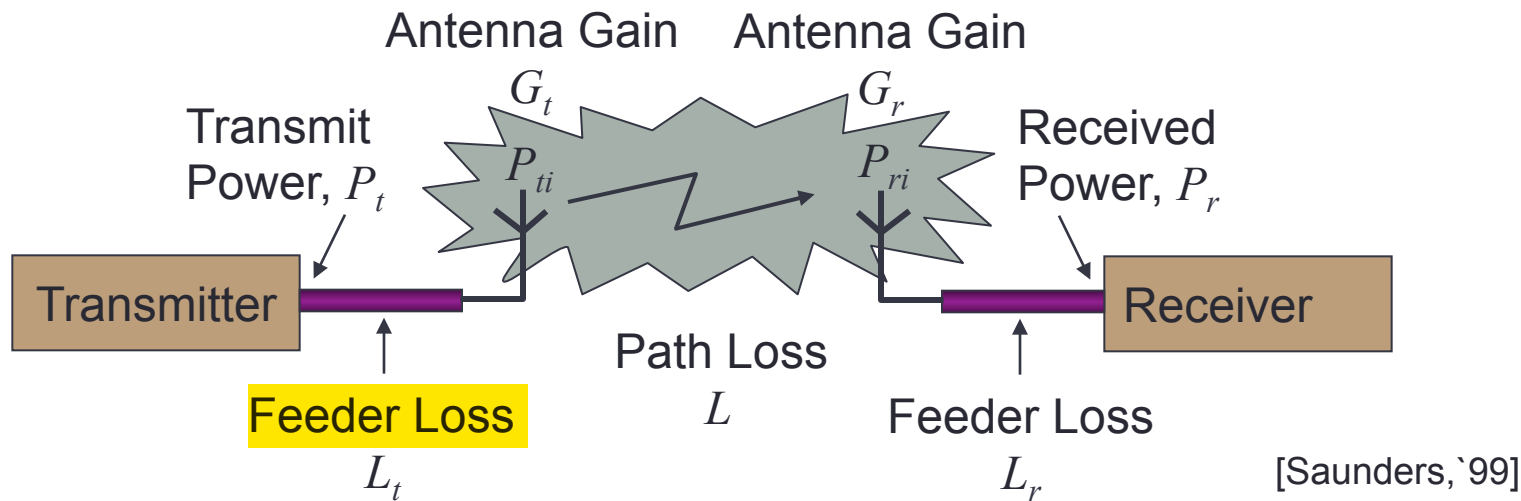 Antenna Gain
G_t
Antenna Gain
G_r
Transmit
Power, P_t
P_ti
P_ri
Received
Power, P_r
Transmitter
Receiver
Path Loss
L
Feeder Loss
L_t
Feeder Loss
L_r
[Saunders,`99]